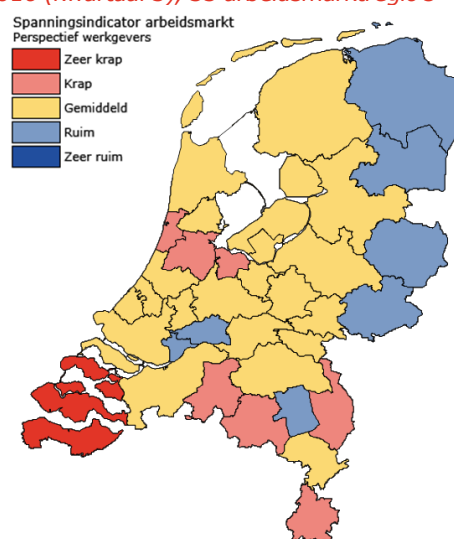 Spanningsindicator arbeidsmarkt
Perspectief werkgevers
Zeer krap
Krap
Gemiddeld
Ruim
Zeer ruim